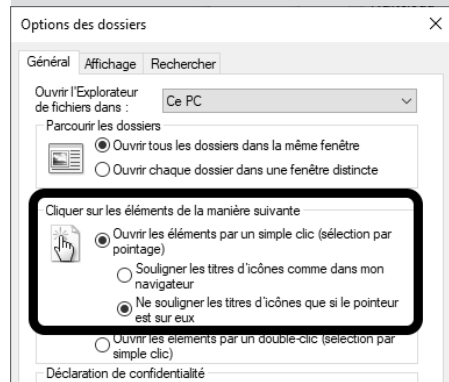 Options des dossiers
Général Affichage Rechercher
Ouvrir l'Explorateur
de fichiers dans :
Ce PC
Parcourir les dossiers
Ouvrir tous les dossiers dans la même fenêtre
Ouvrir chaque dossier dans une fenêtre distincte
Cliquer sur les éléments de la manière suivante
Ouvrir les éléments par un simple clic (sélection par
pointage)
Souligner les titres d'icônes comme dans mon
navigateur
Ne souligner les titres d'icônes que si le pointeur
est sur eux
Ouvrir les éléments par un double-clic (sélection par
simple clic)
Déclaration de confidentialité